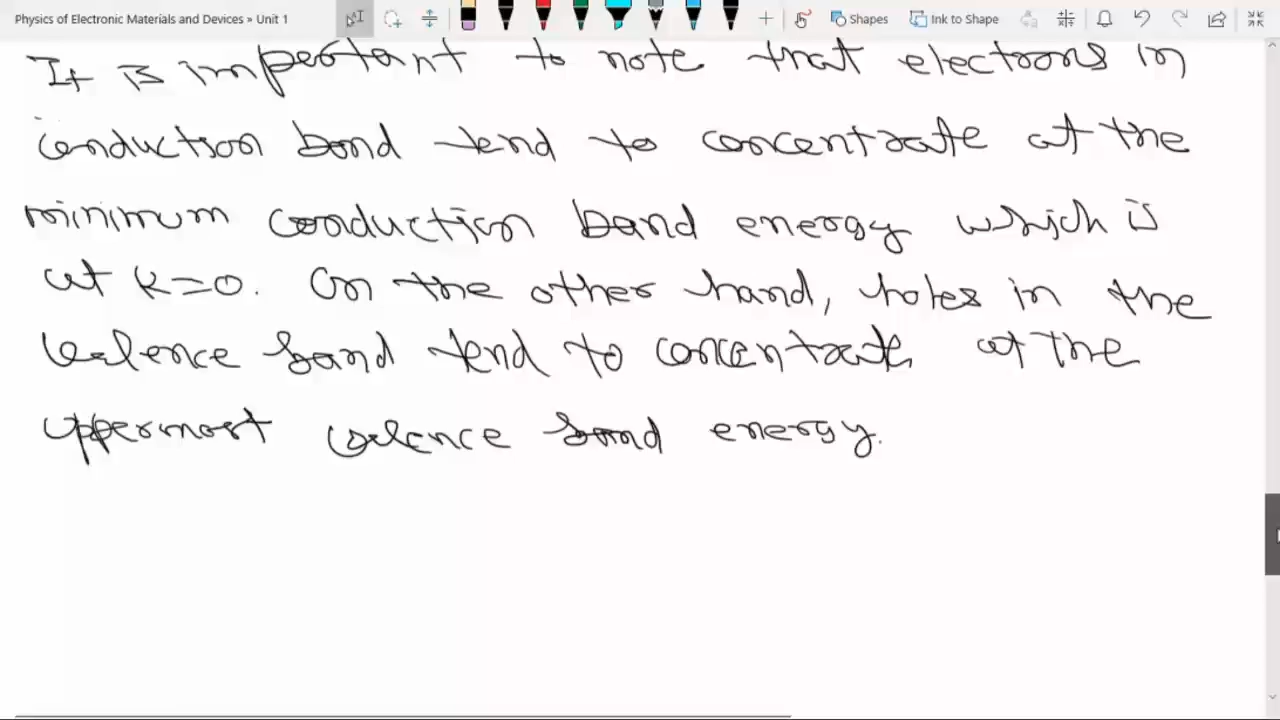 Physics of Electronic Materials and Devices » Unit 1
Shapes
Ink to Shape
It is important to note that electrons in
conduction band tend to concentrate at the
minimum conduction band energy which is
at k=0. On the other hand, holes in the
valence band tend to concentrate at the
uppermost valence band energy.